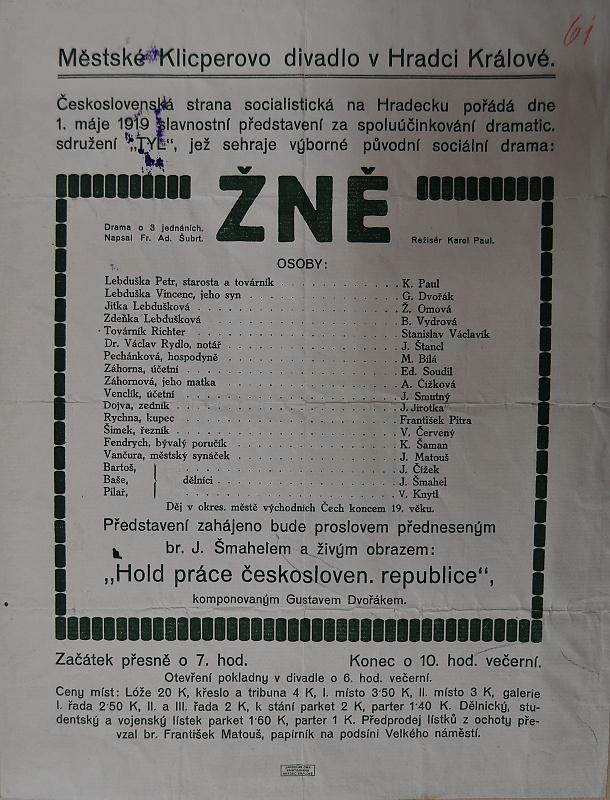 61
Městské Klicperovo divadlo v Hradci Králové.
Československá strana socialistická na Hradecku pořádá dne
1. máje 1919 slavnostní představení za spoluúčinkování dramatic.
sdružení „TYL“, jež sehraje výborné původní sociální drama:
ŽNĚ
Drama o 3 jednáních.
Napsal Fr. Ad. Šubrt.
Režisér Karol Paul.
OSOBY:
Lebduška Petr, starosta a továrník . . . . . . . . . . . . K. Paul
Lebduška Vincenc, jeho syn . . . . . . . . . . . . G. Dvořák
Jitka Lebdušková . . . . . . . . . . . . Ž. Omová
Zdeňka Lebdušková . . . . . . . . . . . . B. Vydrová
Továrník Richter . . . . . . . . . . . . Stanislav Václavík
Dr. Václav Rydlo, notář . . . . . . . . . . . . J. Štancl
Pechánková, hospodyně . . . . . . . . . . . . M. Bílá
Záhorna, účetní . . . . . . . . . . . . Ed. Soudil
Záhornová, jeho matka . . . . . . . . . . . . A. Čížková
Venclík, účetní . . . . . . . . . . . . J. Smutný
Dojva, zedník . . . . . . . . . . . . J. Jirotka
Rychna, kupec . . . . . . . . . . . . František Pitra
Šimek, řezník . . . . . . . . . . . . V. Červený
Fendrych, bývalý poručík . . . . . . . . . . . . K. Šaman
Vančura, městský synáček . . . . . . . . . . . . J. Matouš
Bartoš, . . . . . . . . . . . . J. Čížek
Baše, dělníci . . . . . . . . . . . . J. Šmahel
Pilař, . . . . . . . . . . . . V. Knytl
Děj v okres. městě východních Čech koncem 19. věku.
Představení zahájeno bude proslovem předneseným
br. J. Šmahelem a živým obrazem:
„Hold práce českosloven. republice“,
komponovaným Gustavem Dvořákem.
Začátek přesně o 7. hod. Konec o 10. hod. večerní.
Otevření pokladny v divadle o 6. hod. večerní.
Ceny míst: Lóže 20 K, křeslo a tribuna 4 K, I. místo 3·50 K, II. místo 3 K, galerie
I. řada 2·50 K, II. a III. řada 2 K, k stání parket 2 K, parter 1·40 K. Dělnický, stu-
dentský a vojenský lístek parket 1·60 K, parter 1 K. Předprodej lístků z ochoty pře-
vzal br. František Matouš, papírník na podsíni Velkého náměstí.